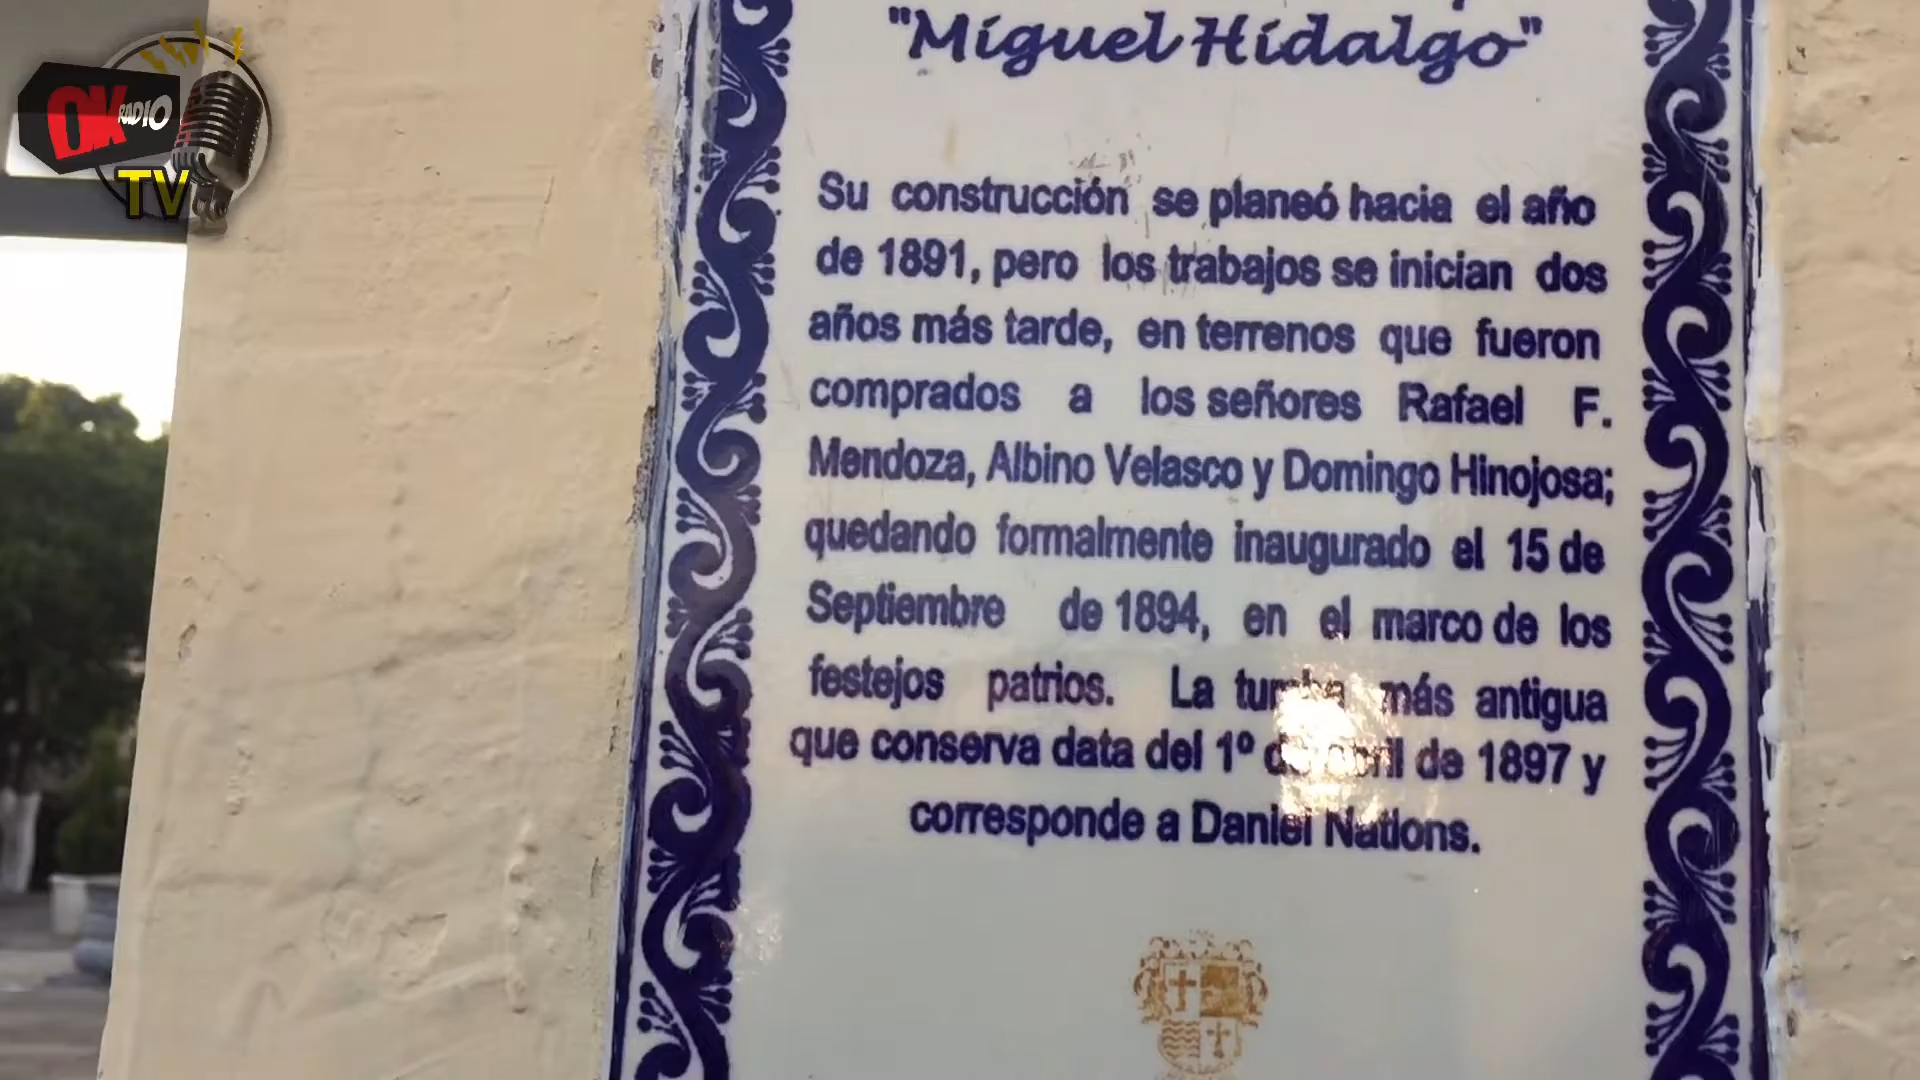 OK RADIO
TV
"Miguel Hidalgo"
Su construcción se planeó hacia el año
de 1891, pero los trabajos se inician dos
años más tarde, en terrenos que fueron
comprados a los señores Rafael F.
Mendoza, Albino Velasco y Domingo Hinojosa;
quedando formalmente inaugurado el 15 de
Septiembre de 1894, en el marco de los
festejos patrios. La tumba más antigua
que conserva data del 1º de Abril de 1897 y
corresponde a Daniel Nations.